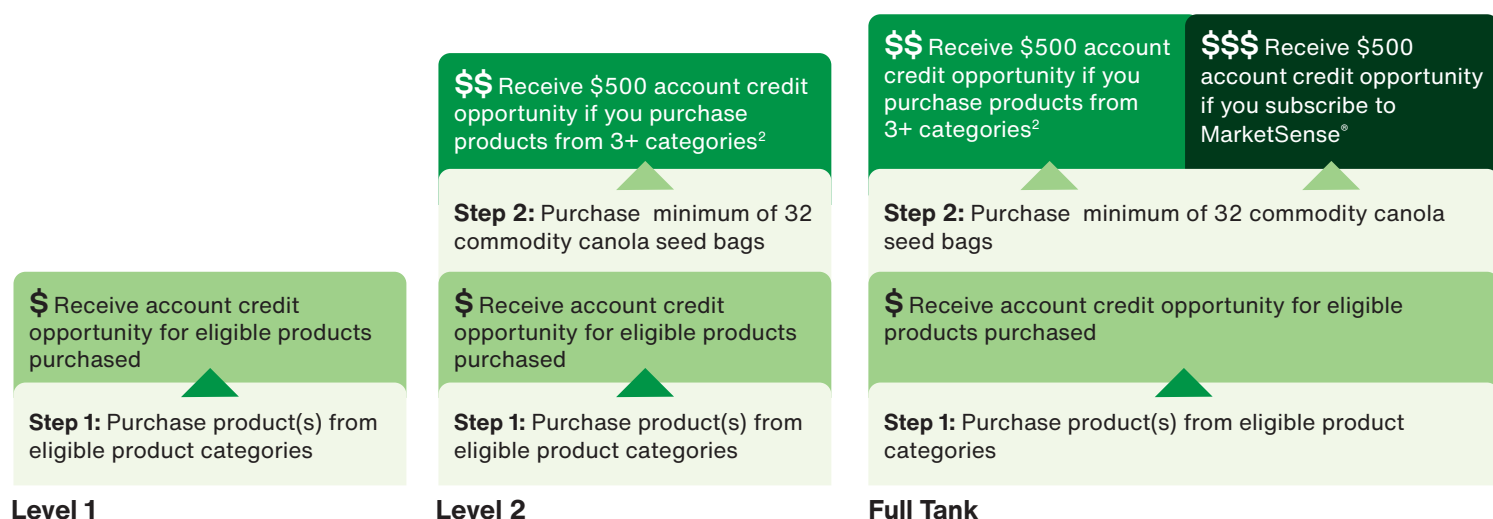 $ Receive account credit
opportunity for eligible products
purchased
Step 1: Purchase product(s) from
eligible product categories
Level 1
$$ Receive $500 account credit
opportunity if you purchase
products from 3+ categories²
Step 2: Purchase  minimum of 32
commodity canola seed bags
$ Receive account credit
opportunity for eligible products
purchased
Step 1: Purchase product(s) from
eligible product categories
Level 2
$$ Receive $500 account
credit opportunity if you
purchase products from
3+ categories²
$$$ Receive $500
account credit opportunity
if you subscribe to
MarketSense®
Step 2: Purchase  minimum of 32 commodity canola
seed bags
$ Receive account credit opportunity for eligible
products purchased
Step 1: Purchase product(s) from eligible product
categories
Full Tank